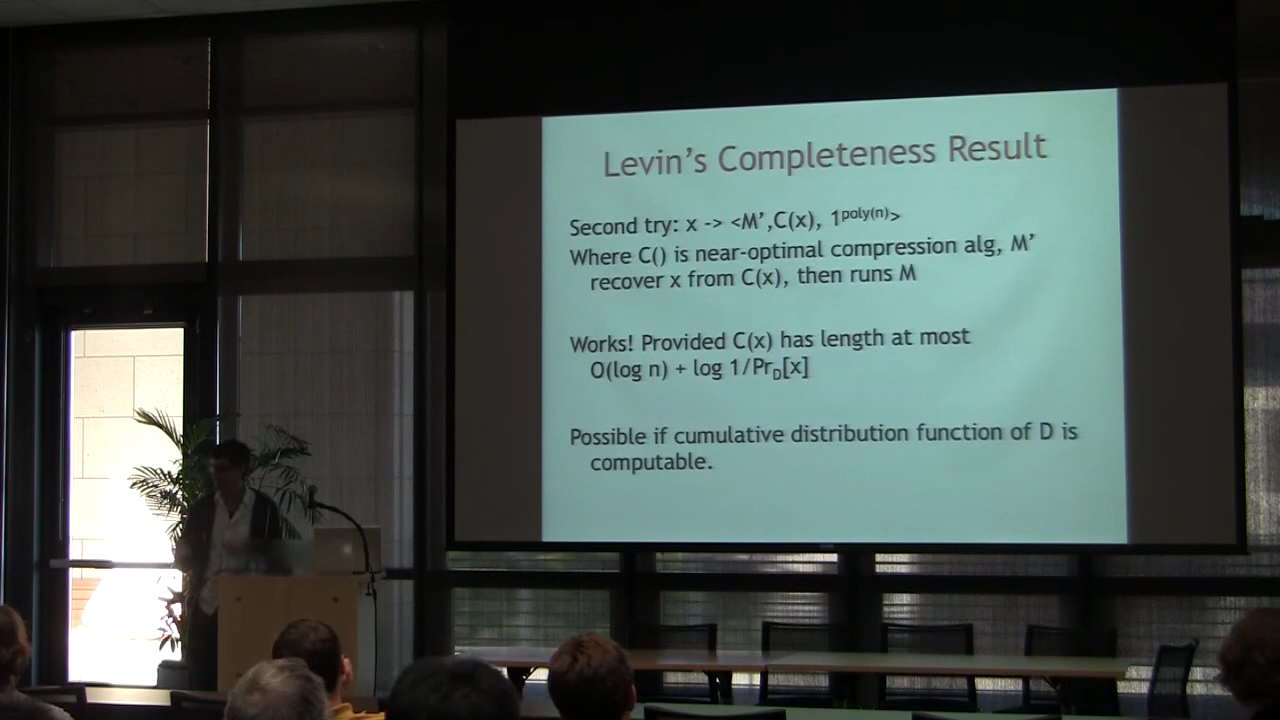 Levin's Completeness Result
Second try: x -> <M',C(x), 1^poly(n)>
Where C() is near-optimal compression alg, M'
recover x from C(x), then runs M
Works! Provided C(x) has length at most
O(log n) + log 1/Pr_D[x]
Possible if cumulative distribution function of D is
computable.